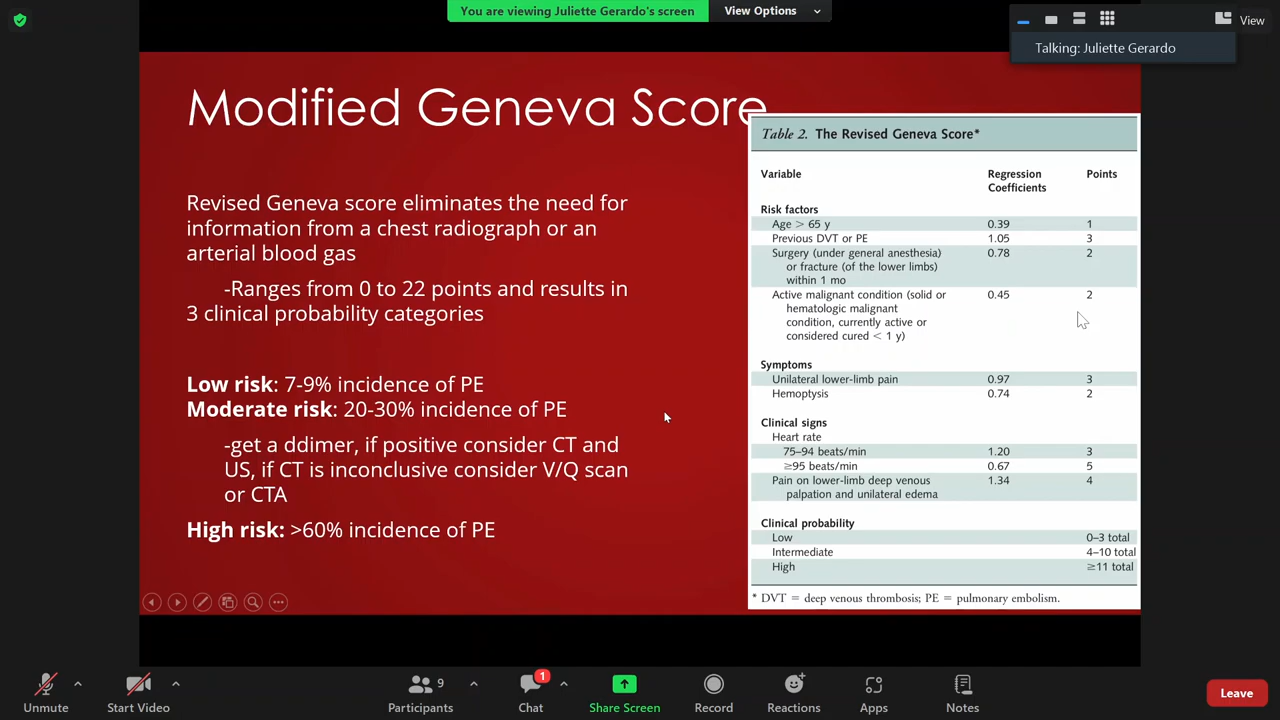 You are viewing Juliette Gerardo's screen
View Options
View
Talking: Juliette Gerardo
Modified Geneva Score
Revised Geneva score eliminates the need for
information from a chest radiograph or an
arterial blood gas
-Ranges from 0 to 22 points and results in
3 clinical probability categories
Low risk: 7-9% incidence of PE
Moderate risk: 20-30% incidence of PE
-get a ddimer, if positive consider CT and
US, if CT is inconclusive consider V/Q scan
or CTA
High risk: >60% incidence of PE
Table 2. The Revised Geneva Score*
Variable Regression Points
Coefficients
Risk factors
Age > 65 y 0.39 1
Previous DVT or PE 1.05 3
Surgery (under general anesthesia) 0.78 2
or fracture (of the lower limbs)
within 1 mo
Active malignant condition (solid or 0.45 2
hematologic malignant
condition, currently active or
considered cured < 1 y)
Symptoms
Unilateral lower-limb pain 0.97 3
Hemoptysis 0.74 2
Clinical signs
Heart rate
75–94 beats/min 1.20 3
≥95 beats/min 0.67 5
Pain on lower-limb deep venous 1.34 4
palpation and unilateral edema
Clinical probability
Low 0–3 total
Intermediate 4–10 total
High ≥11 total
* DVT = deep venous thrombosis; PE = pulmonary embolism.
Unmute
Start Video
Participants 9
Chat 1
Share Screen
Record
Reactions
Apps
Notes
Leave